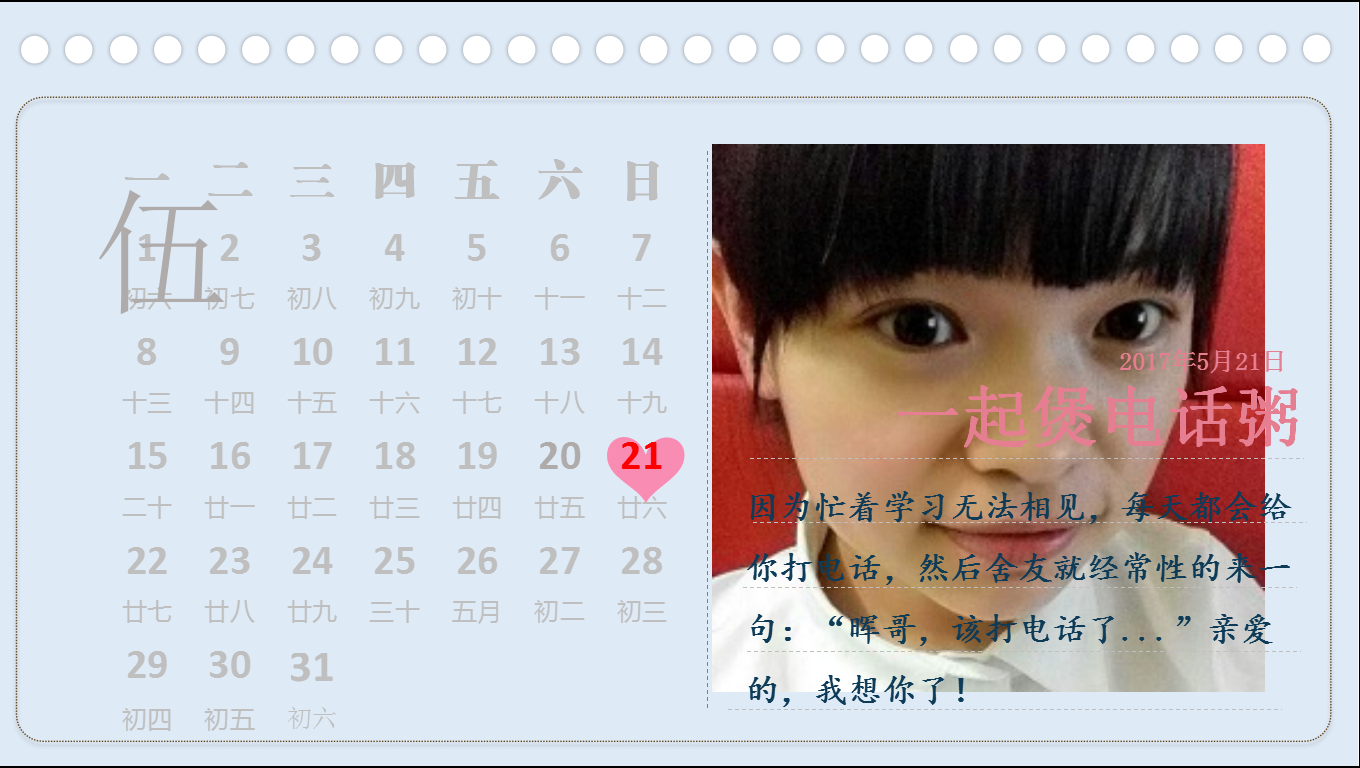 伍
一 二 三 四 五 六 日
1 2 3 4 5 6 7
初六 初七 初八 初九 初十 十一 十二
8 9 10 11 12 13 14
十三 十四 十五 十六 十七 十八 十九
15 16 17 18 19 20 21
二十 廿一 廿二 廿三 廿四 廿五 廿六
22 23 24 25 26 27 28
廿七 廿八 廿九 三十 五月 初二 初三
29 30 31
初四 初五 初六
2017年5月21日
一起煲电话粥
因为忙着学习无法相见，每天都会给
你打电话，然后舍友就经常性的来一
句：“晖哥，该打电话了...”亲爱
的，我想你了！